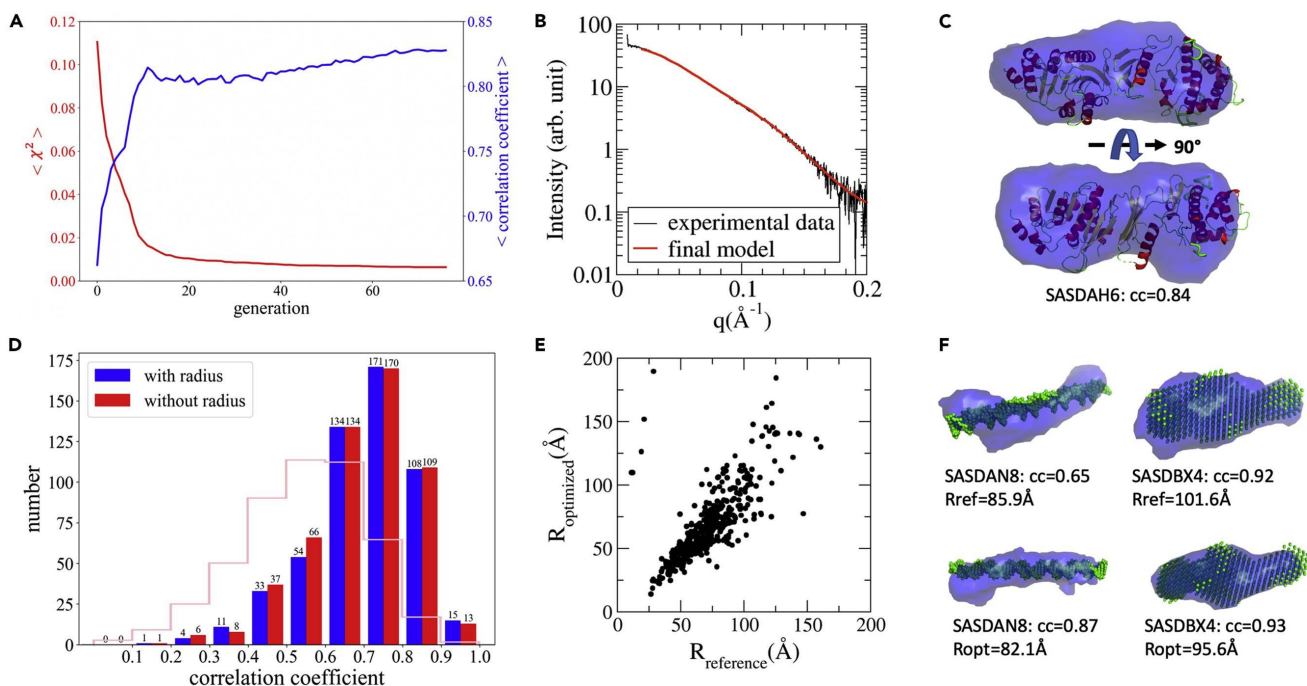 A
0.12
0.10
0.08
0.06
0.04
0.02
0.00
< χ² >
0.85
0.80
0.75
0.70
0.65
< correlation coefficient >
0
20
40
60
generation
B
100
10
1
0.1
0.01
Intensity (arb. unit)
experimental data
final model
0
0.1
0.2
q(Å⁻¹)
C
90°
SASDAH6: cc=0.84
D
175
150
125
100
75
50
25
0
number
with radius
without radius
0 0 1 1 4 6 11 8 33 37 54 66 134 134 171 170 108 109 15 13
0.1 0.2 0.3 0.4 0.5 0.6 0.7 0.8 0.9 1.0
correlation coefficient
E
200
150
100
50
0
R optimized (Å)
0 50 100 150 200
R reference (Å)
F
SASDAN8: cc=0.65
Rref=85.9Å
SASDBX4: cc=0.92
Rref=101.6Å
SASDAN8: cc=0.87
Ropt=82.1Å
SASDBX4: cc=0.93
Ropt=95.6Å